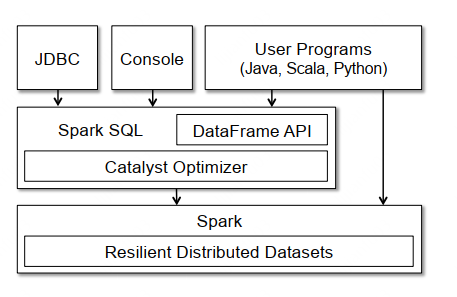 JDBC
Console
User Programs
(Java, Scala, Python)
Spark SQL
DataFrame API
Catalyst Optimizer
Spark
Resilient Distributed Datasets